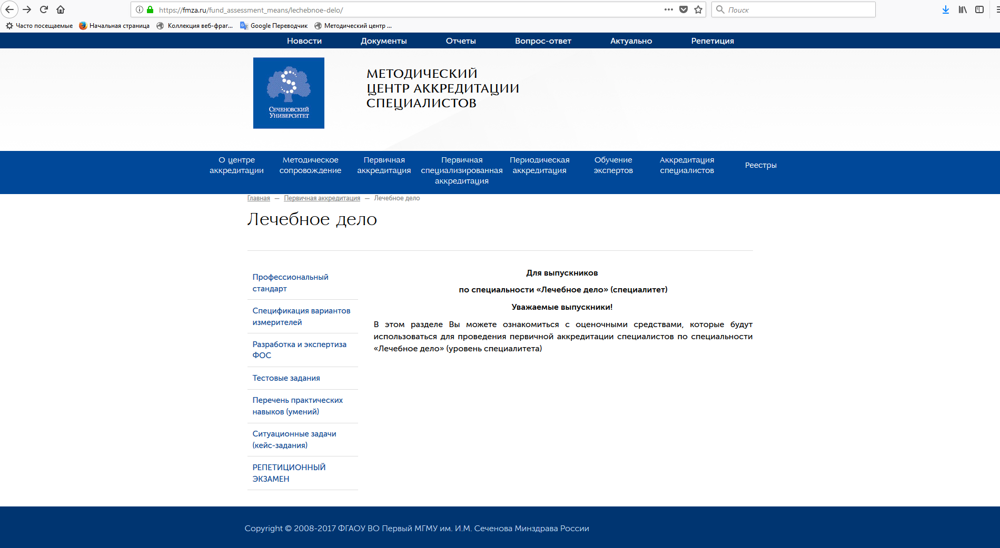 https://fmza.ru/fund_assessment_means/lechebnoe-delo/
Поиск
Часто посещаемые
Начальная страница
Коллекция веб-фраг...
Google Переводчик
Методический центр ...
Новости
Документы
Отчеты
Вопрос-ответ
Актуально
Репетиция
Сеченовский
Университет
МЕТОДИЧЕСКИЙ
ЦЕНТР АККРЕДИТАЦИИ
СПЕЦИАЛИСТОВ
О центре
аккредитации
Методическое
сопровождение
Первичная
аккредитация
Первичная
специализированная
аккредитация
Периодическая
аккредитация
Обучение
экспертов
Аккредитация
специалистов
Реестры
Главная — Первичная аккредитация — Лечебное дело
Лечебное дело
Профессиональный
стандарт
Спецификация вариантов
измерителей
Разработка и экспертиза
ФОС
Тестовые задания
Перечень практических
навыков (умений)
Ситуационные задачи
(кейс-задания)
РЕПЕТИЦИОННЫЙ
ЭКЗАМЕН
Для выпускников
по специальности «Лечебное дело» (специалитет)
Уважаемые выпускники!
В этом разделе Вы можете ознакомиться с оценочными средствами, которые будут
использоваться для проведения первичной аккредитации специалистов по специальности
«Лечебное дело» (уровень специалитета)
Copyright © 2008-2017 ФГАОУ ВО Первый МГМУ им. И.М. Сеченова Минздрава России